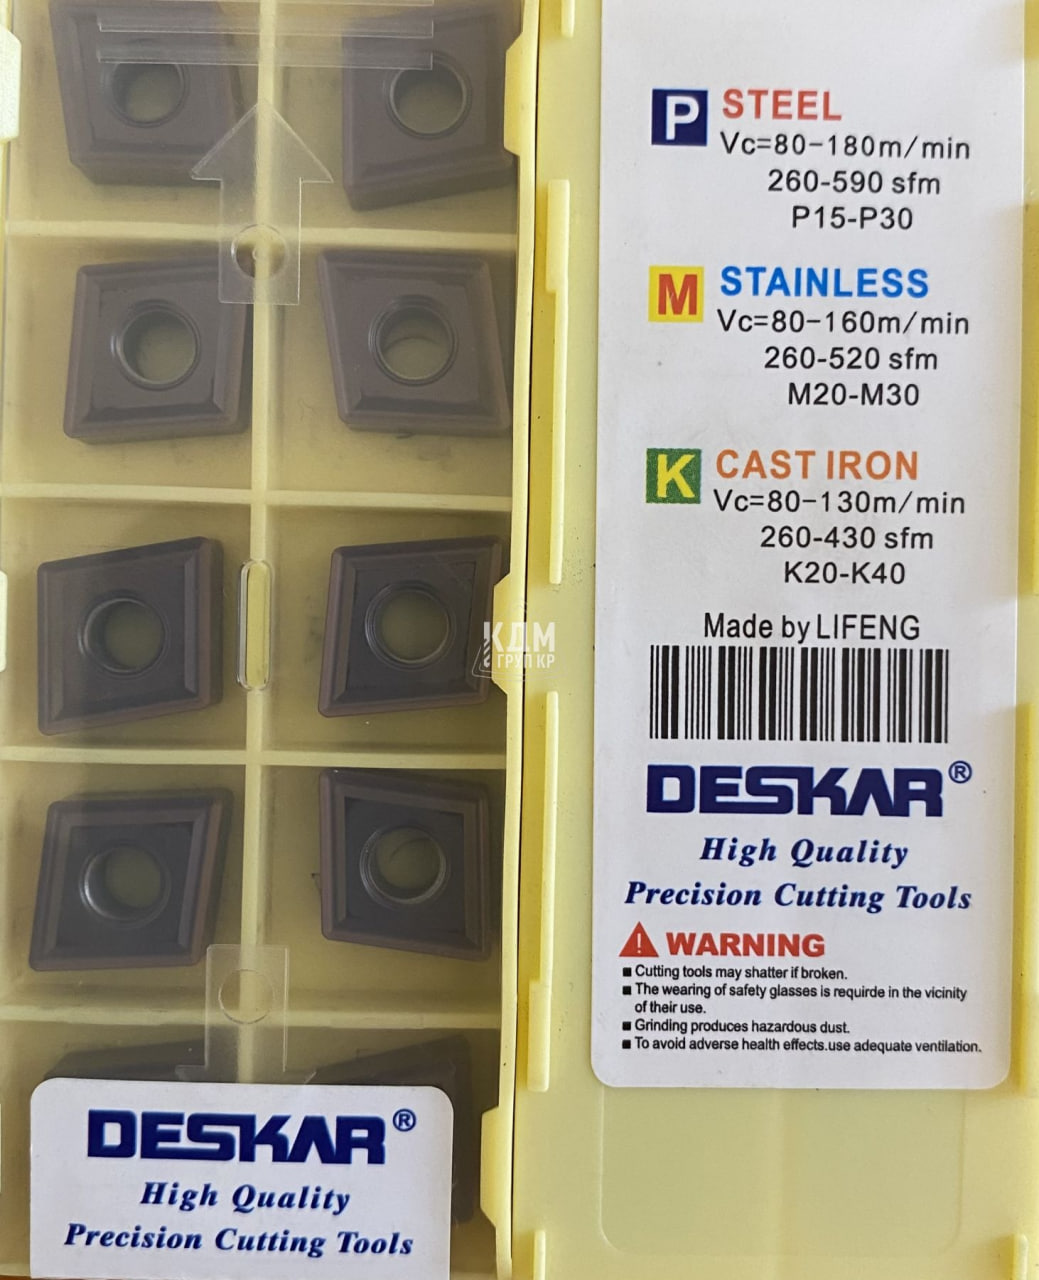 P STEEL
Vc=80-180m/min
260-590 sfm
P15-P30
M STAINLESS
Vc=80-160m/min
260-520 sfm
M20-M30
K CAST IRON
Vc=80-130m/min
260-430 sfm
K20-K40
Made by LIFENG
DESKAR®
High Quality
Precision Cutting Tools
WARNING
Cutting tools may shatter if broken.
The wearing of safety glasses is requirde in the vicinity
of their use.
Grinding produces hazardous dust.
To avoid adverse health effects.use adequate ventilation.
КДМ
ГРУП КР
DESKAR®
High Quality
Precision Cutting Tools